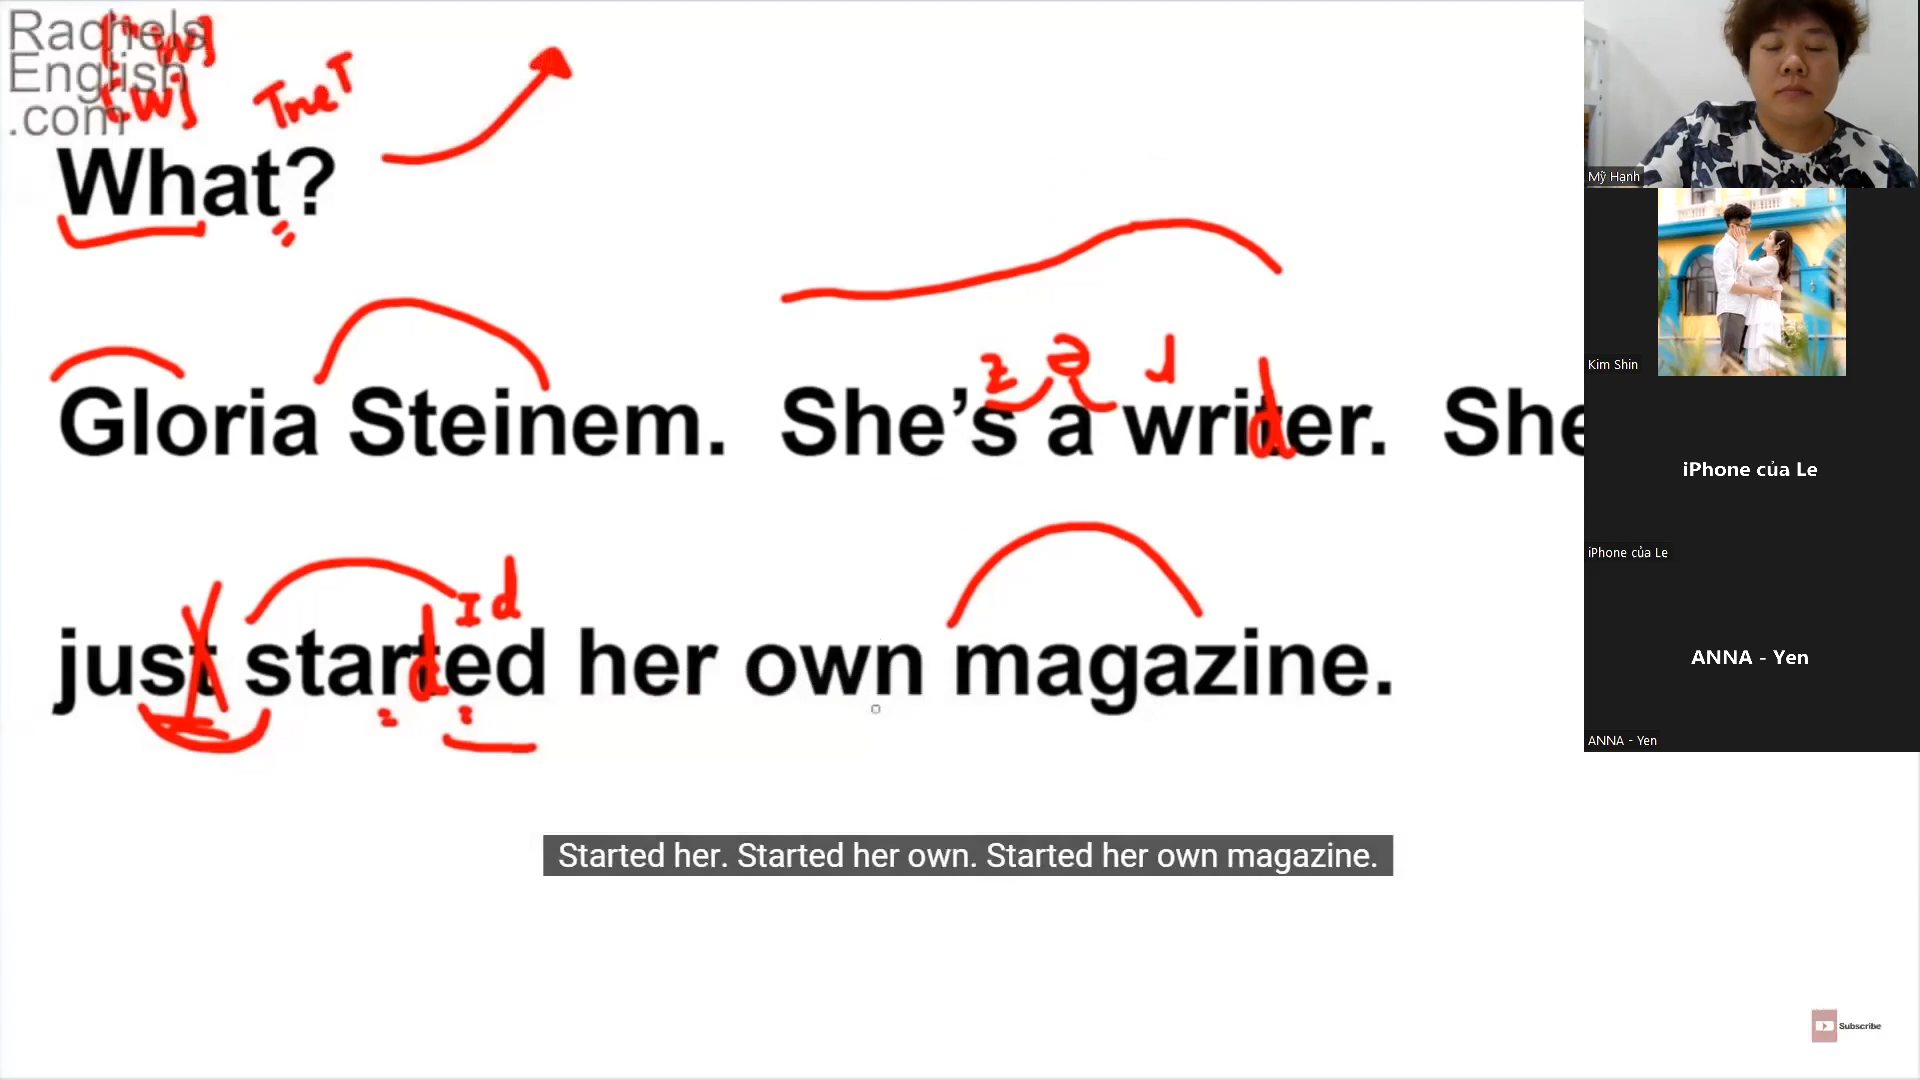 Rachels
English
.com
[hw]
[w]
True T
What?
z ə d
Gloria Steinem. She's a writer. She
I d
just started her own magazine.
Started her. Started her own. Started her own magazine.
Mỹ Hạnh
Kim Shin
iPhone của Le
iPhone của Le
ANNA - Yen
ANNA - Yen
Subscribe